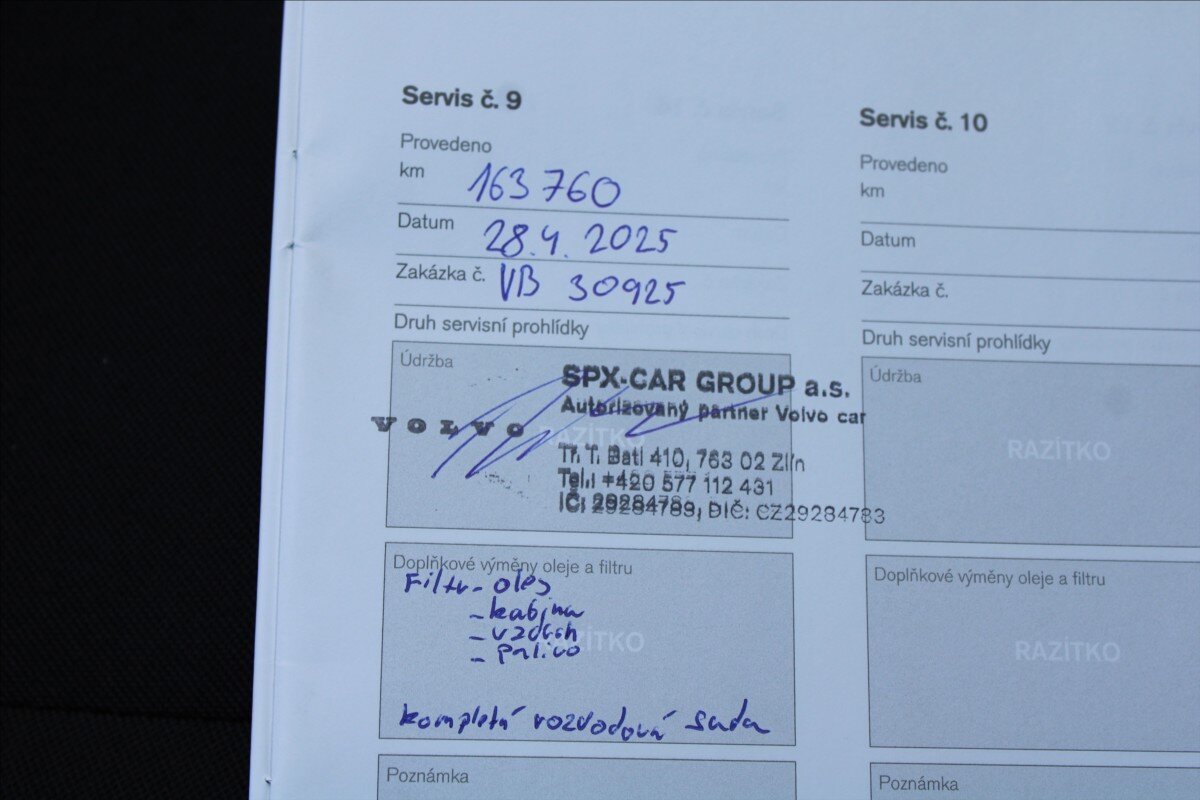 Servis č. 9
Provedeno
km 163 760
Datum 28.4. 2025
Zakázka č. VB 30925
Druh servisní prohlídky
Údržba
VOLVO
SPX-CAR GROUP a.s.
Autorizovaný partner Volvo car
RAZÍTKO
Tř. T. Bati 410, 763 02 Zlín
Tel.: +420 577 112 431
IČ: 29284783, DIČ: CZ29284783
Doplňkové výměny oleje a filtru
Filtr - olej
- kabina
- vzduch
- palivo
RAZÍTKO
kompletní rozvodová sada
Poznámka
Servis č. 10
Provedeno
km
Datum
Zakázka č.
Druh servisní prohlídky
Údržba
RAZÍTKO
Doplňkové výměny oleje a filtru
RAZÍTKO
Poznámka